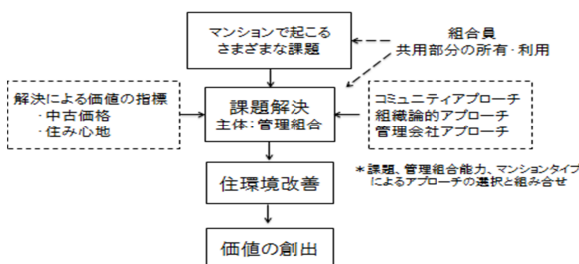 マンションで起こる
さまざまな課題
組合員
共用部分の所有・利用
解決による価値の指標
・中古価格
・住み心地
課題解決
主体：管理組合
コミュニティアプローチ
組織論的アプローチ
管理会社アプローチ
＊課題、管理組合能力、マンションタイプ
によるアプローチの選択と組み合せ
住環境改善
価値の創出